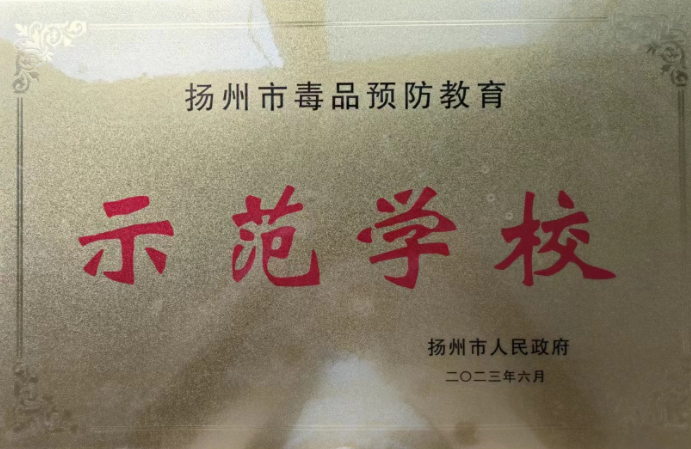 扬州市毒品预防教育
示范学校
扬州市人民政府
二〇二三年六月